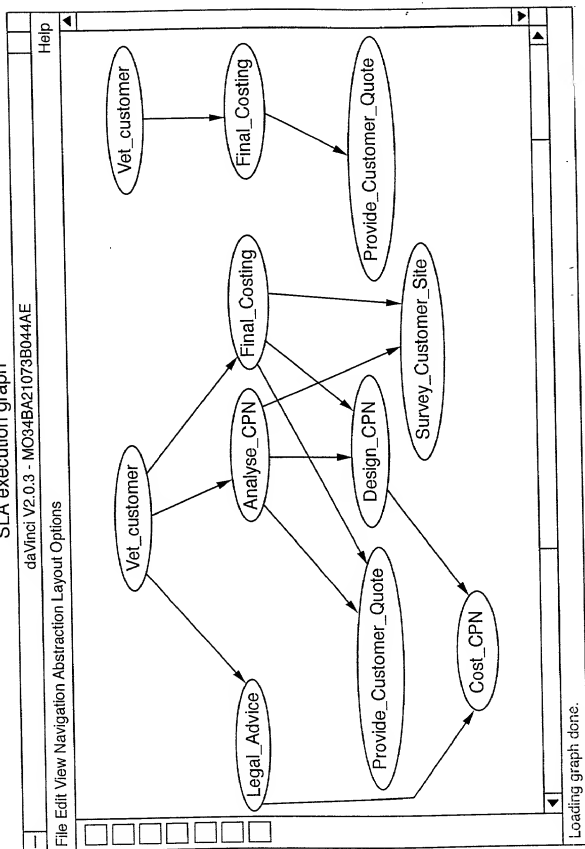 SLA execution graph
daVinci V2.0.3 - MO34BA21073B044AE
File Edit View Navigation Abstraction Layout Options Help
Vet_customer
Vet_customer
Legal_Advice
Analyse_CPN
Final_Costing
Final_Costing
Provide_Customer_Quote
Design_CPN
Survey_Customer_Site
Provide_Customer_Quote
Cost_CPN
Loading graph done.